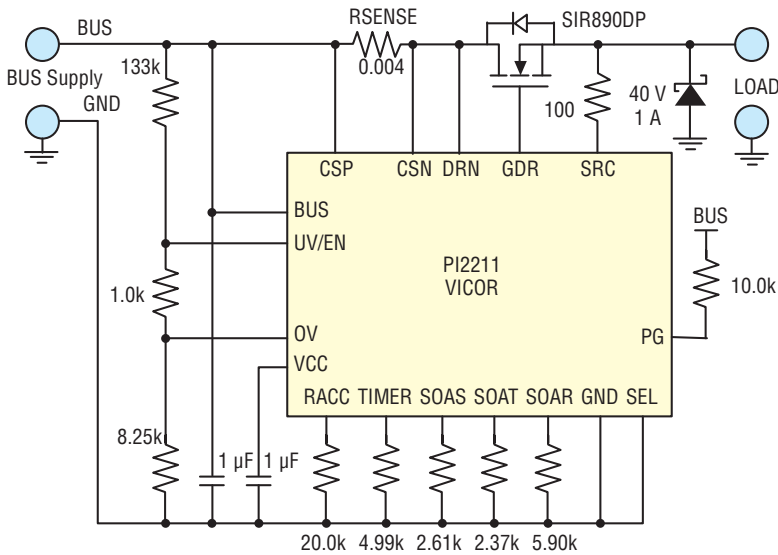 BUS
RSENSE
SIR890DP
BUS Supply
133k
0.004
GND
100
40 V
1 A
LOAD
CSP
CSN
DRN
GDR
SRC
BUS
UV/EN
BUS
PI2211
VICOR
1.0k
10.0k
OV
PG
VCC
RACC
TIMER
SOAS
SOAT
SOAR
GND
SEL
8.25k
1 µF
1 µF
20.0k
4.99k
2.61k
2.37k
5.90k